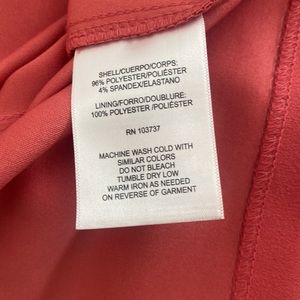 SHELL/CUERPO/CORPS:
96% POLYESTER/POLIÉSTER
4% SPANDEX/ELASTANO
LINING/FORRO/DOUBLURE:
100% POLYESTER /POLIÉSTER
RN 103737
MACHINE WASH COLD WITH
SIMILAR COLORS
DO NOT BLEACH
TUMBLE DRY LOW
WARM IRON AS NEEDED
ON REVERSE OF GARMENT